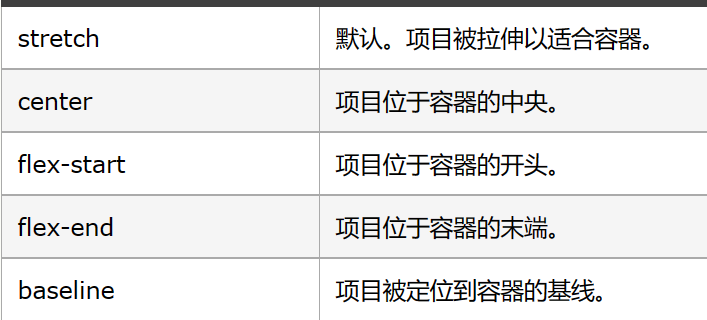 stretch 默认。项目被拉伸以适合容器。
center 项目位于容器的中央。
flex-start 项目位于容器的开头。
flex-end 项目位于容器的末端。
baseline 项目被定位到容器的基线。